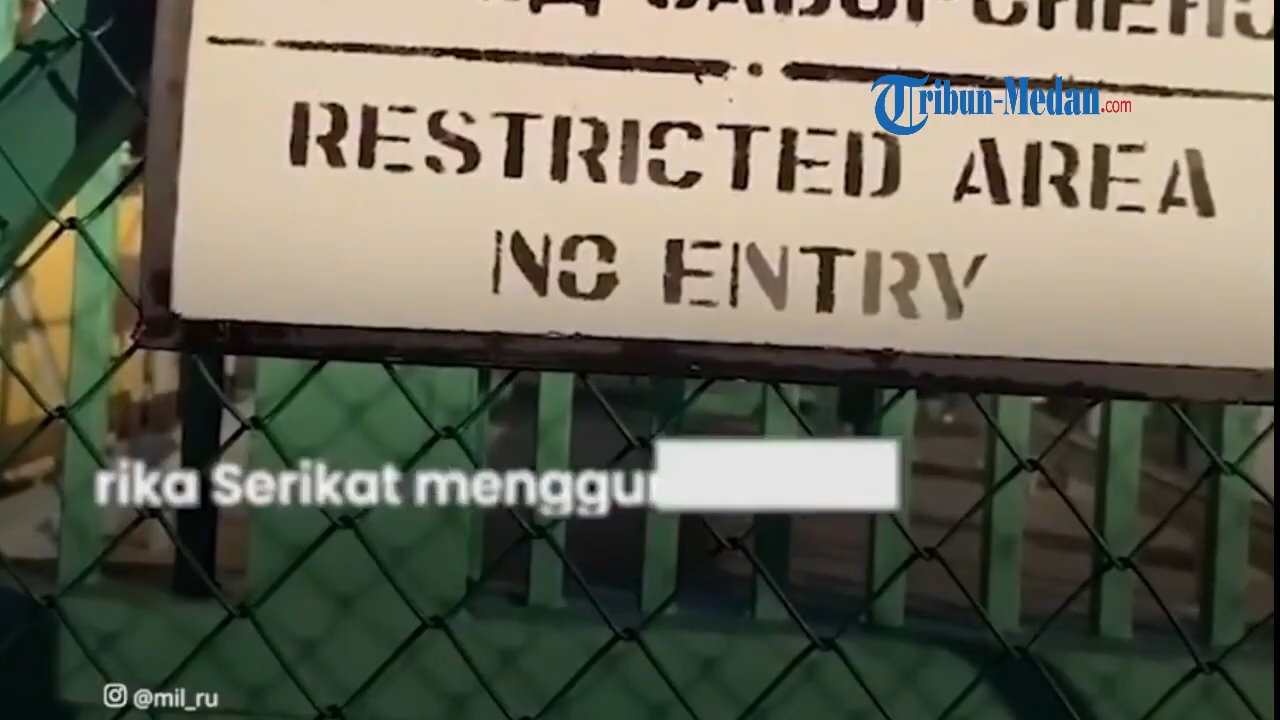 Tribun-Medan.com
RESTRICTED AREA
NO ENTRY
rika Serikat menggu
@mil_ru